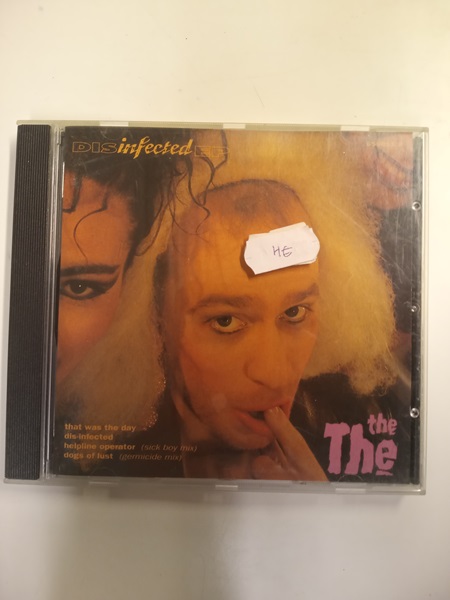 DISinfected EP
HE
that was the day
dis-infected
helpline operator (sick boy mix)
dogs of lust (germicide mix)
the
The